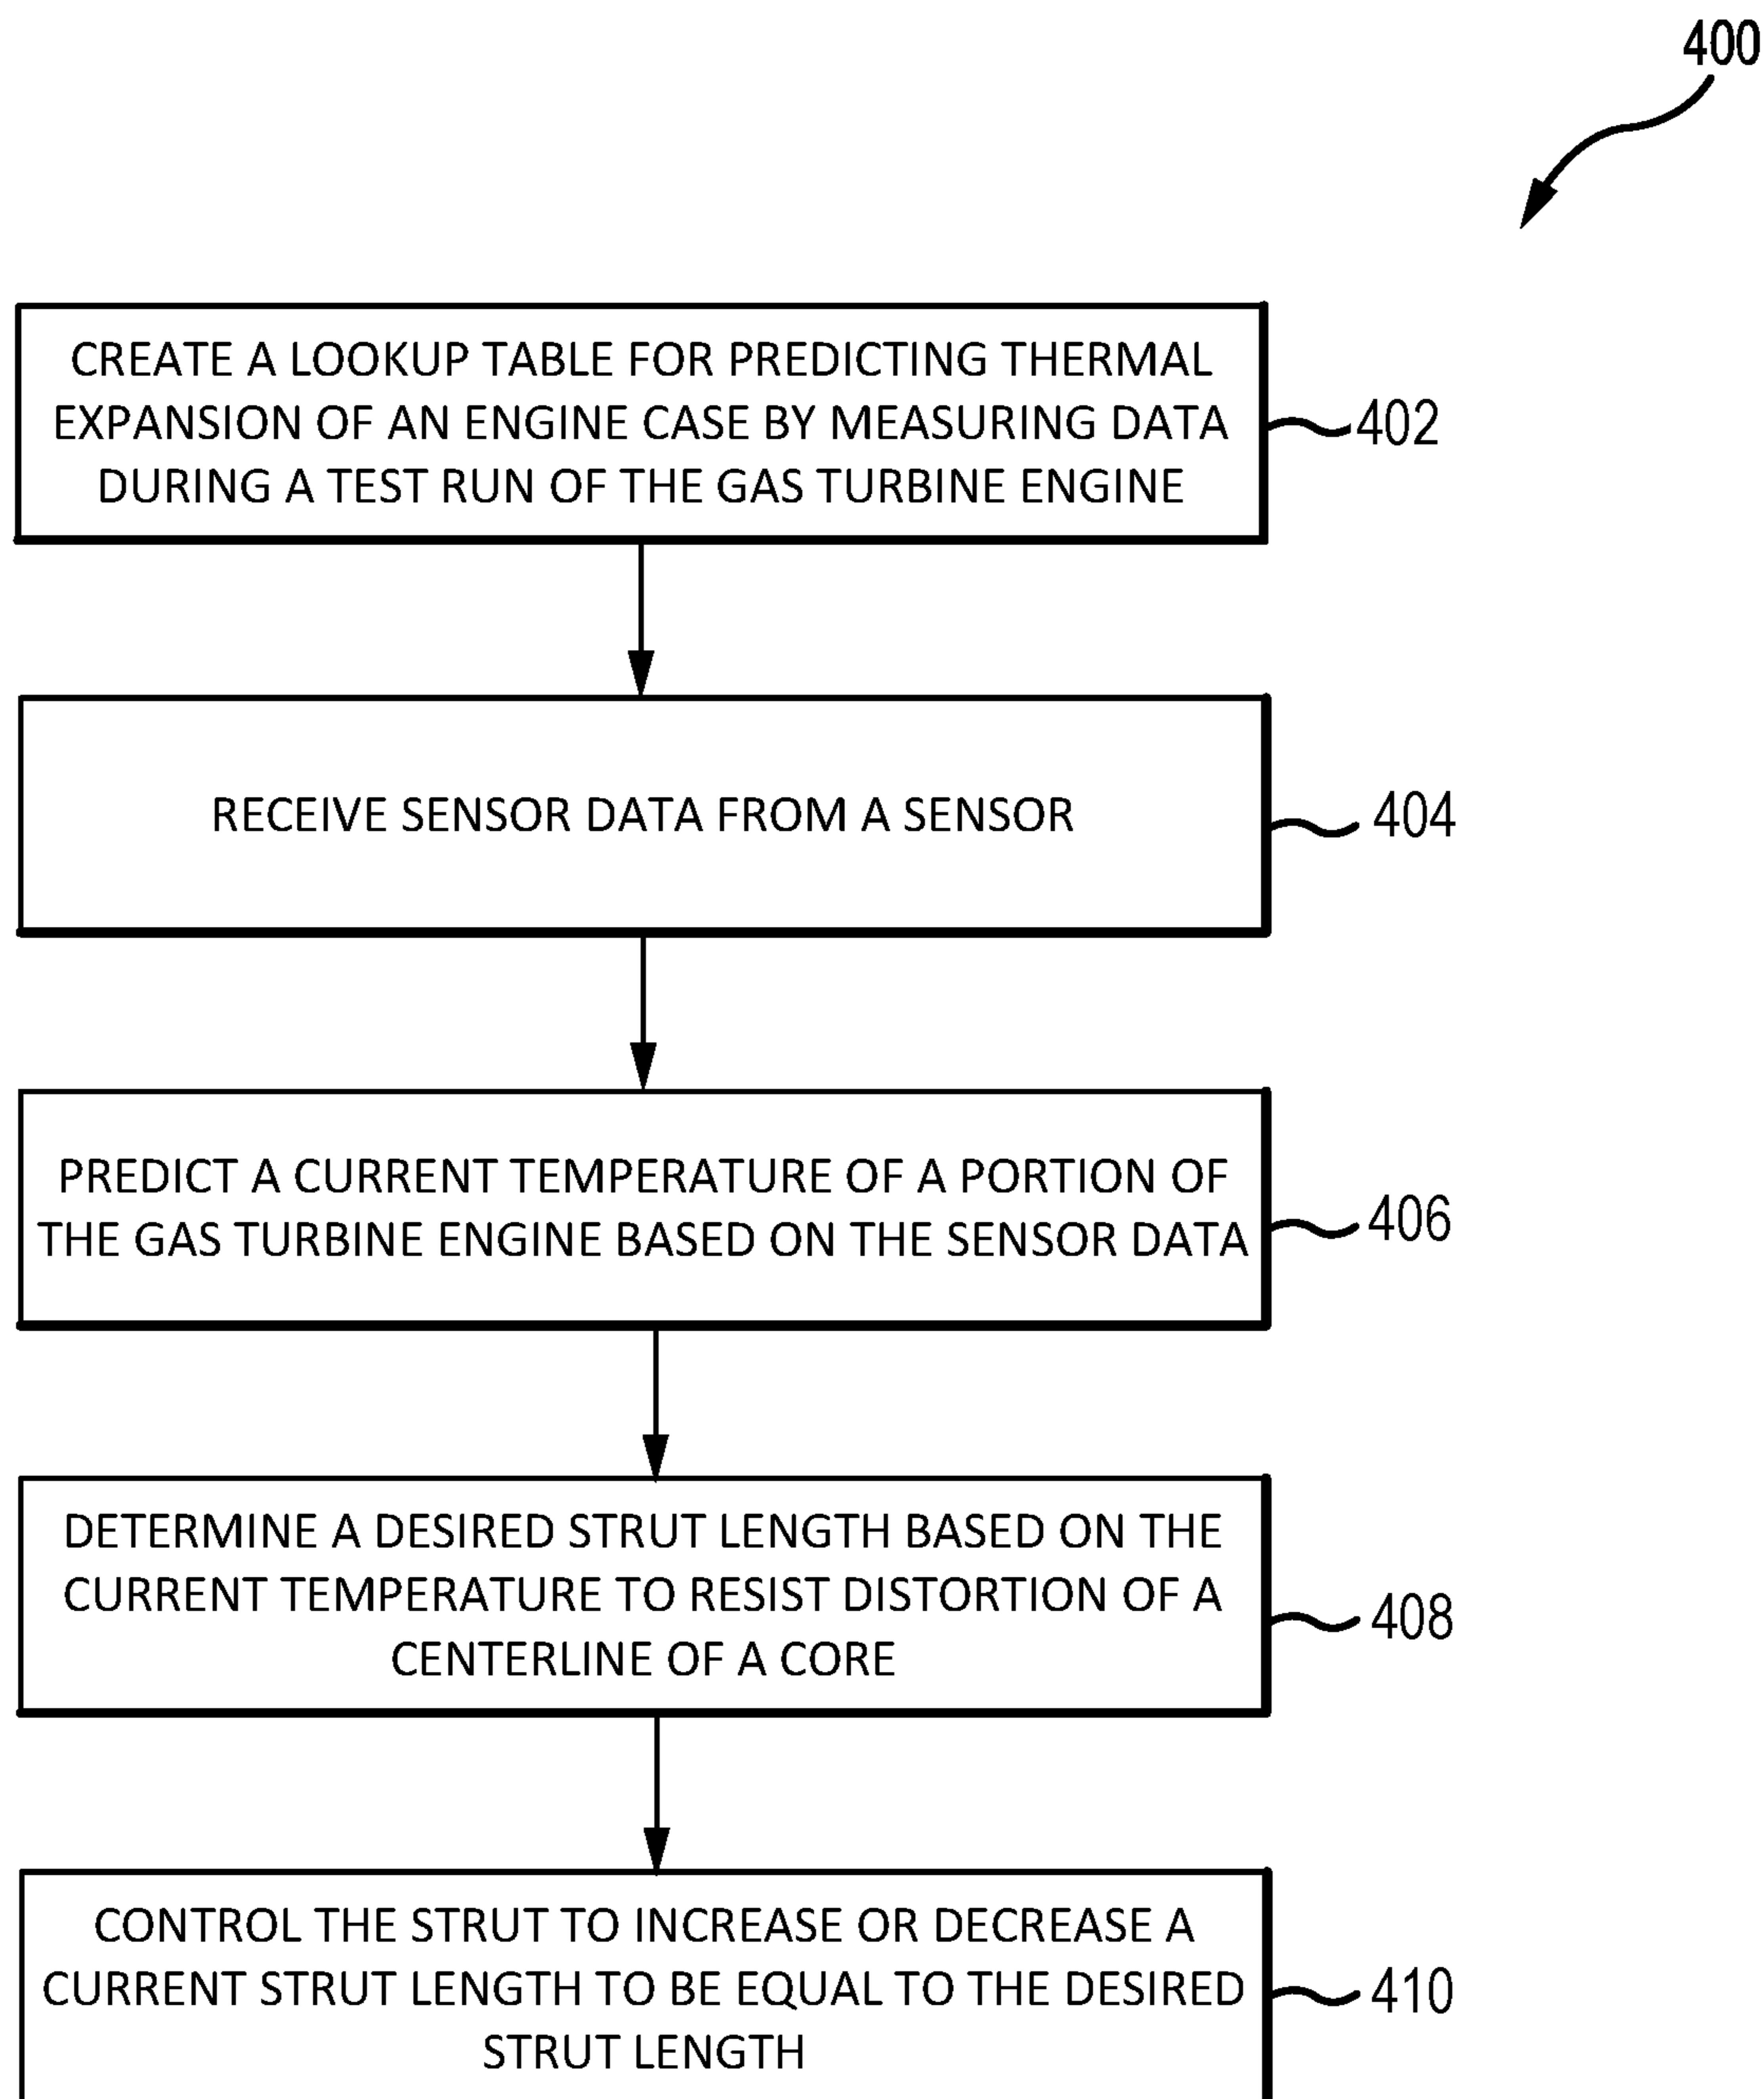 400
CREATE A LOOKUP TABLE FOR PREDICTING THERMAL
EXPANSION OF AN ENGINE CASE BY MEASURING DATA
DURING A TEST RUN OF THE GAS TURBINE ENGINE
402
RECEIVE SENSOR DATA FROM A SENSOR
404
PREDICT A CURRENT TEMPERATURE OF A PORTION OF
THE GAS TURBINE ENGINE BASED ON THE SENSOR DATA
406
DETERMINE A DESIRED STRUT LENGTH BASED ON THE
CURRENT TEMPERATURE TO RESIST DISTORTION OF A
CENTERLINE OF A CORE
408
CONTROL THE STRUT TO INCREASE OR DECREASE A
CURRENT STRUT LENGTH TO BE EQUAL TO THE DESIRED
STRUT LENGTH
410